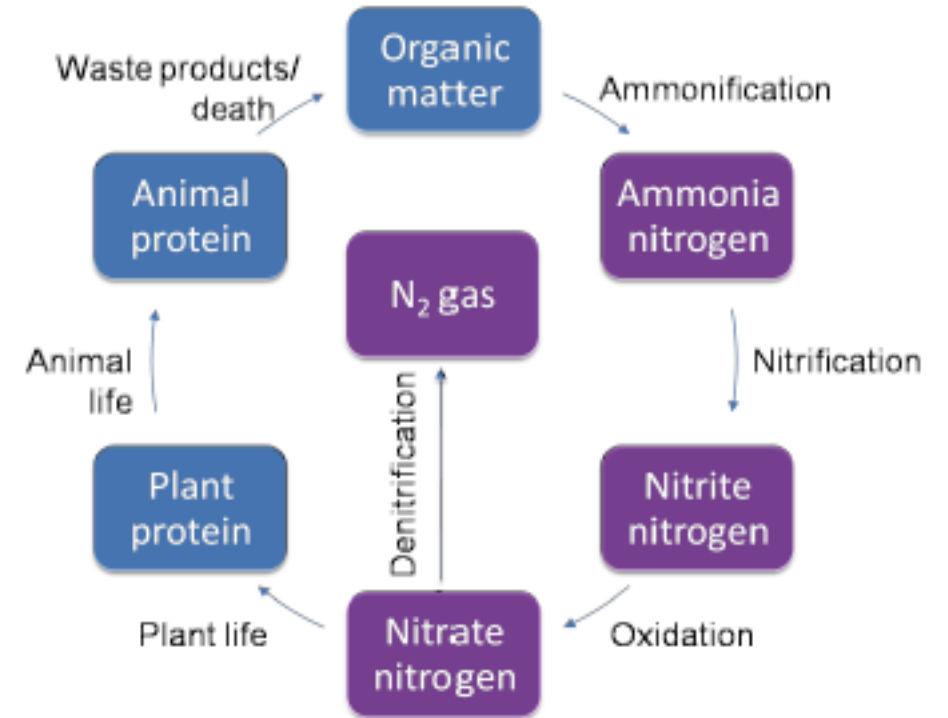 Organic
matter
Waste products/
death
Ammonification
Animal
protein
Ammonia
nitrogen
N₂ gas
Animal
life
Nitrification
Denitrification
Plant
protein
Nitrite
nitrogen
Plant life
Nitrate
nitrogen
Oxidation